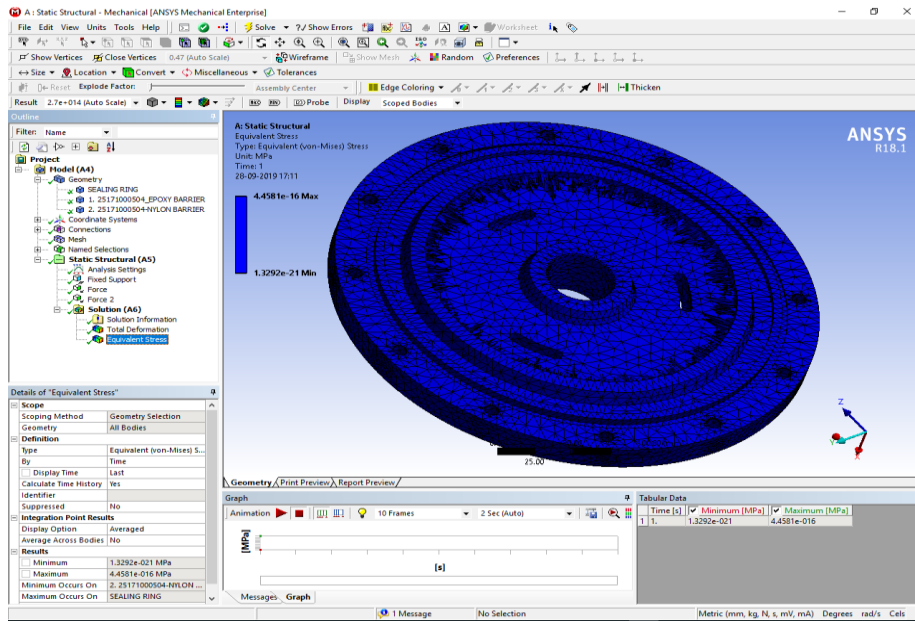 A : Static Structural - Mechanical [ANSYS Mechanical Enterprise]
File Edit View Units Tools Help Solve ?/ Show Errors Worksheet
Show Vertices Close Vertices 0.47 (Auto Scale) Wireframe Show Mesh Random Preferences
Size Location Convert Miscellaneous Tolerances
Reset Explode Factor: Assembly Center Edge Coloring Thicken
Result 2.7e+014 (Auto Scale) Probe Display Scoped Bodies
Outline
Filter: Name
Project
Model (A4)
Geometry
SEALING RING
1. 25171000504_EPOXY BARRIER
2. 25171000504-NYLON BARRIER
Coordinate Systems
Connections
Mesh
Named Selections
Static Structural (A5)
Analysis Settings
Fixed Support
Force
Force 2
Solution (A6)
Solution Information
Total Deformation
Equivalent Stress
A: Static Structural
Equivalent Stress
Type: Equivalent (von-Mises) Stress
Unit: MPa
Time: 1
28-09-2019 17:11
4.4581e-16 Max
1.3292e-21 Min
ANSYS
R18.1
25.00
Z
Y
X
Details of "Equivalent Stress"
Scope
Scoping Method Geometry Selection
Geometry All Bodies
Definition
Type Equivalent (von-Mises) S...
By Time
Display Time Last
Calculate Time History Yes
Identifier
Suppressed No
Integration Point Results
Display Option Averaged
Average Across Bodies No
Results
Minimum 1.3292e-021 MPa
Maximum 4.4581e-016 MPa
Minimum Occurs On 2. 25171000504-NYLON ...
Maximum Occurs On SEALING RING
Geometry Print Preview Report Preview
Graph
Animation 10 Frames 2 Sec (Auto)
[MPa]
[s]
Messages Graph
Tabular Data
Time [s] Minimum [MPa] Maximum [MPa]
1 1. 1.3292e-021 4.4581e-016
1 Message No Selection Metric (mm, kg, N, s, mV, mA) Degrees rad/s Cels